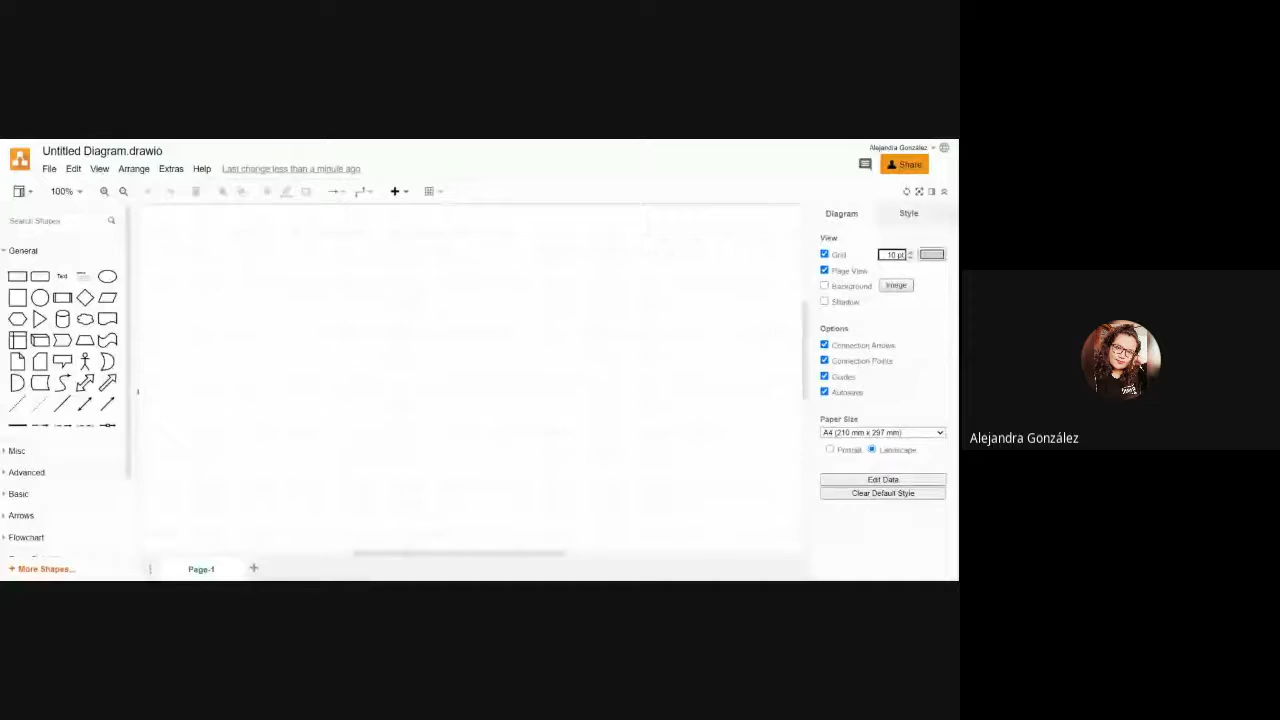 Untitled Diagram.drawio
Alejandra González
File Edit View Arrange Extras Help Last change less than a minute ago
Share
100%
Search Shapes
Diagram Style
General
View
Grid 10 pt
Page View
Background Image
Shadow
Text
Options
Connection Arrows
Connection Points
Guides
Autosave
Paper Size
A4 (210 mm x 297 mm)
Portrait Landscape
Edit Data
Clear Default Style
Misc
Advanced
Basic
Arrows
Flowchart
+ More Shapes...
Page-1
Alejandra González